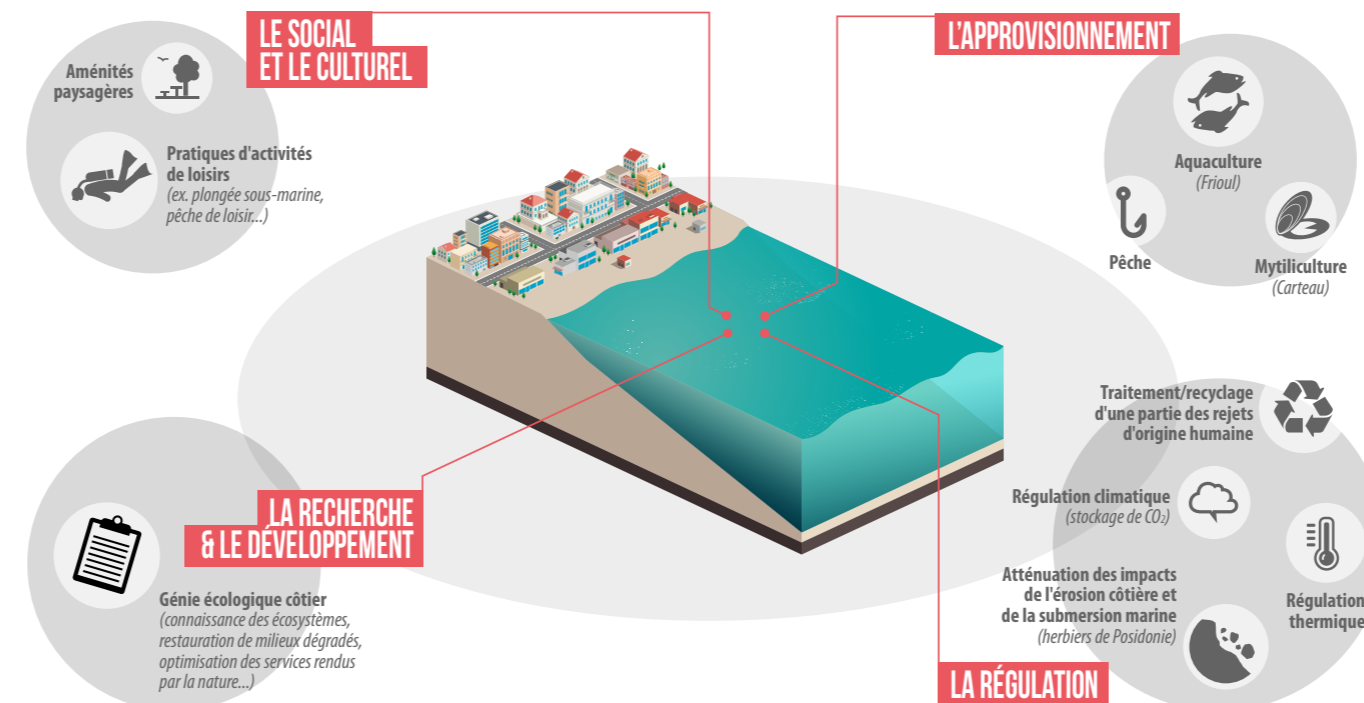 LE SOCIAL
ET LE CULTUREL
Aménités
paysagères
Pratiques d'activités
de loisirs
(ex. plongée sous-marine,
pêche de loisir...)
L'APPROVISIONNEMENT
Aquaculture
(Frioul)
Pêche
Mytiliculture
(Carteau)
LA RECHERCHE
& LE DÉVELOPPEMENT
Génie écologique côtier
(connaissance des écosystèmes,
restauration de milieux dégradés,
optimisation des services rendus
par la nature...)
Traitement/recyclage
d'une partie des rejets
d'origine humaine
Régulation climatique
(stockage de CO₂)
Régulation
thermique
Atténuation des impacts
de l'érosion côtière et
de la submersion marine
(herbiers de Posidonie)
LA RÉGULATION